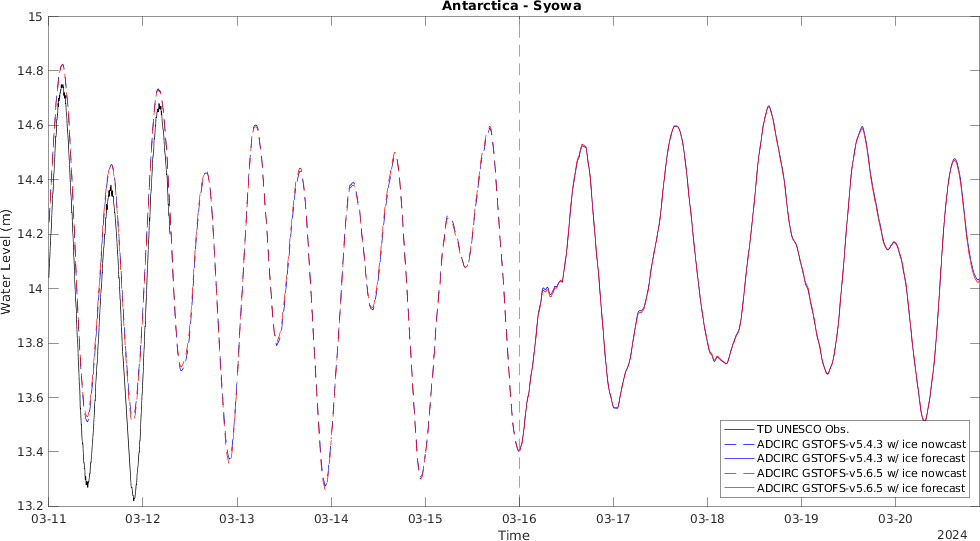 Antarctica - Syowa
15
14.8
14.6
14.4
14.2
14
13.8
13.6
13.4
13.2
Water Level (m)
TD UNESCO Obs.
ADCIRC GSTOFS-v5.4.3 w/ ice nowcast
ADCIRC GSTOFS-v5.4.3 w/ ice forecast
ADCIRC GSTOFS-v5.6.5 w/ ice nowcast
ADCIRC GSTOFS-v5.6.5 w/ ice forecast
03-11 03-12 03-13 03-14 03-15 03-16 03-17 03-18 03-19 03-20
Time
2024